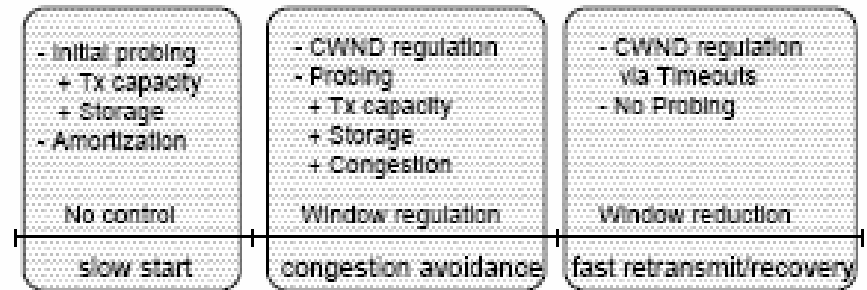 - Initial probing
+ Tx capacity
+ Storage
- Amortization
No control
slow start
- CWND regulation
- Probing
+ Tx capacity
+ Storage
+ Congestion
Window regulation
congestion avoidance
- CWND regulation
via Timeouts
- No Probing
Window reduction
fast retransmit/recovery